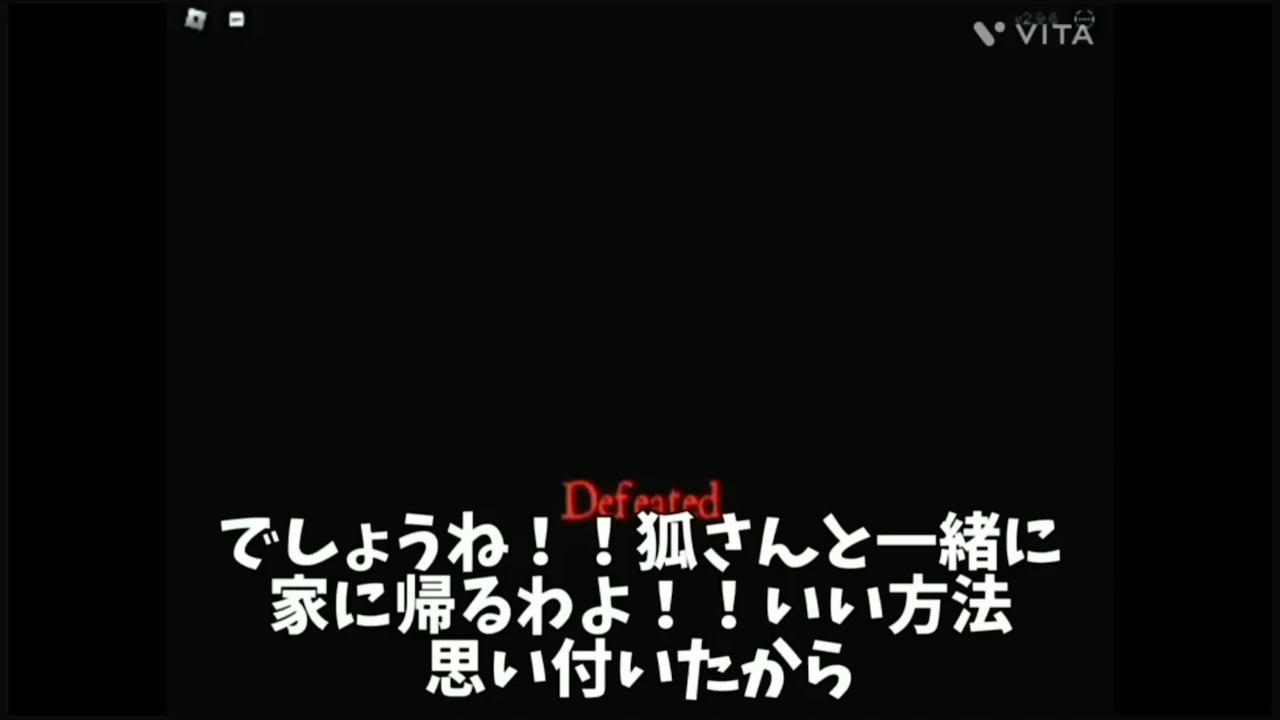 VITA
Defeated
でしょうね！！狐さんと一緒に
家に帰るわよ！！いい方法
思い付いたから